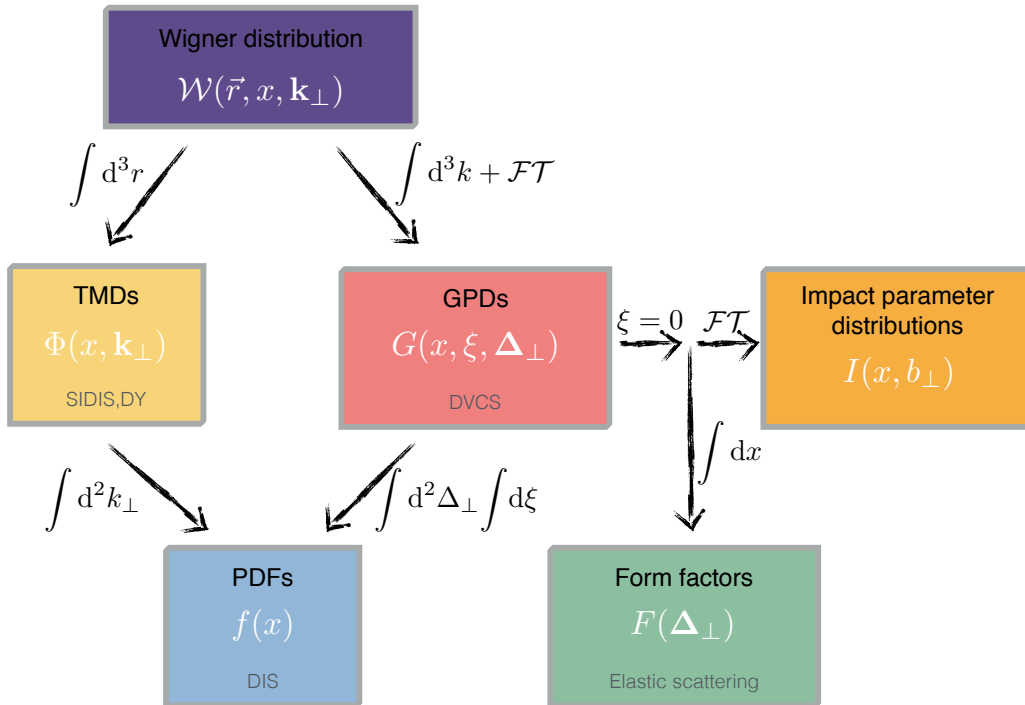 Wigner distribution
𝒲(r⃗, x, 𝐤⊥)
∫ d³r
∫ d³k + ℱ𝒯
TMDs
Φ(x, 𝐤⊥)
SIDIS,DY
GPDs
G(x, ξ, 𝚫⊥)
DVCS
ξ = 0
ℱ𝒯
Impact parameter
distributions
I(x, b⊥)
∫ d²k⊥
∫ d²Δ⊥ ∫ dξ
∫ dx
PDFs
f(x)
DIS
Form factors
F(𝚫⊥)
Elastic scattering